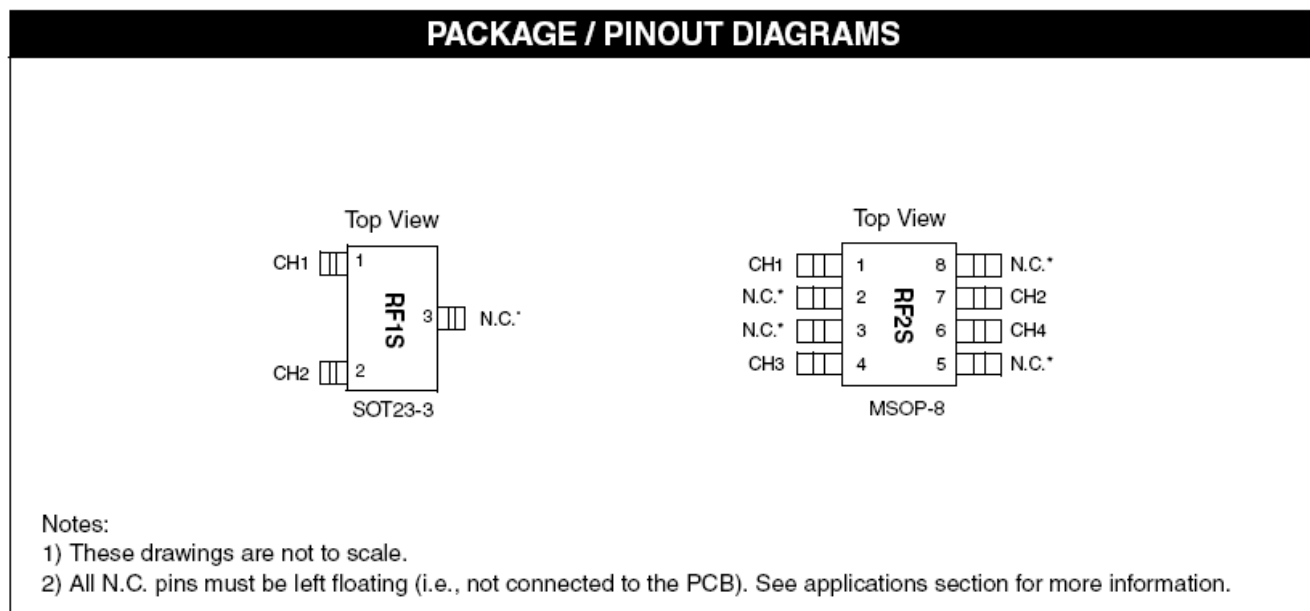 PACKAGE / PINOUT DIAGRAMS
Top View
CH1 1
RF1S
3 N.C.*
CH2 2
SOT23-3
Top View
CH1 1 8 N.C.*
N.C.* 2 7 CH2
RF2S
N.C.* 3 6 CH4
CH3 4 5 N.C.*
MSOP-8
Notes:
1) These drawings are not to scale.
2) All N.C. pins must be left floating (i.e., not connected to the PCB). See applications section for more information.